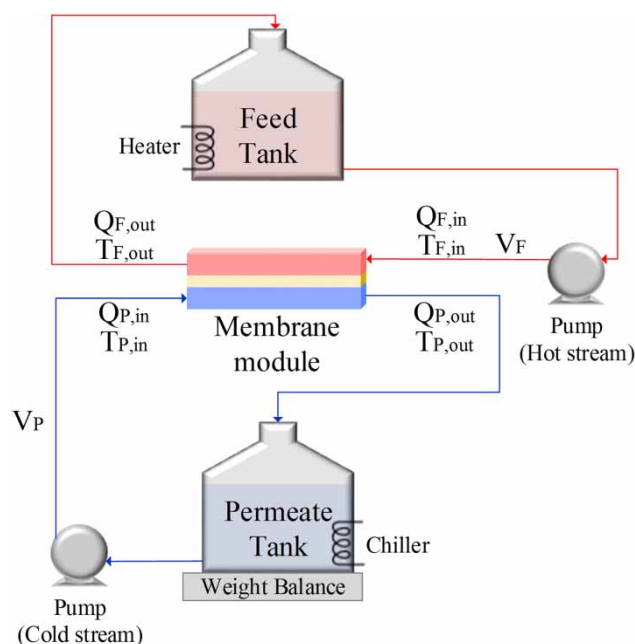 Feed
Tank
Heater
QF,out
TF,out
QF,in
TF,in
VF
Pump
(Hot stream)
QP,in
TP,in
Membrane
module
QP,out
TP,out
VP
Permeate
Tank
Chiller
Weight Balance
Pump
(Cold stream)